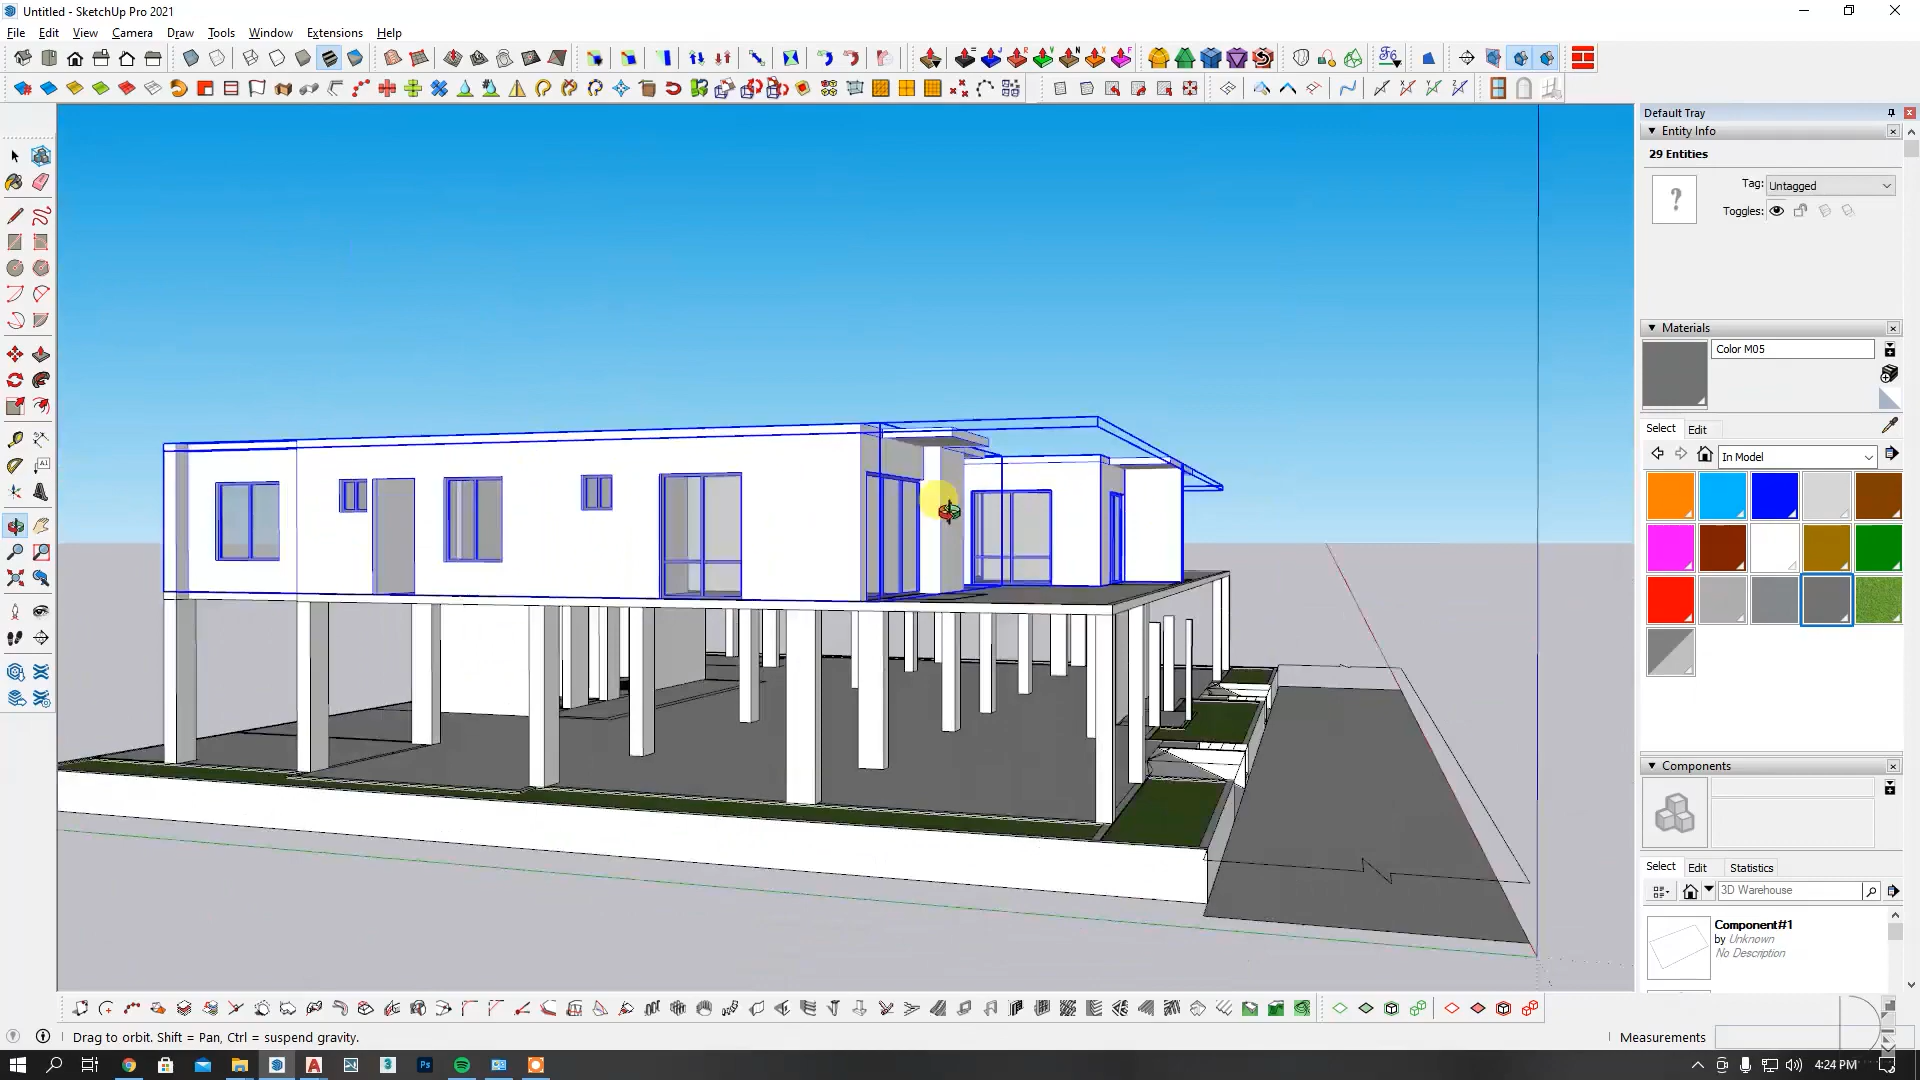 Untitled - SketchUp Pro 2021
File Edit View Camera Draw Tools Window Extensions Help
Default Tray
Entity Info
29 Entities
Tag: Untagged
Toggles:
Materials
Color M05
Select Edit
In Model
Components
Select Edit Statistics
3D Warehouse
Component#1
by Unknown
No Description
Drag to orbit. Shift = Pan, Ctrl = suspend gravity.
Measurements
4:24 PM